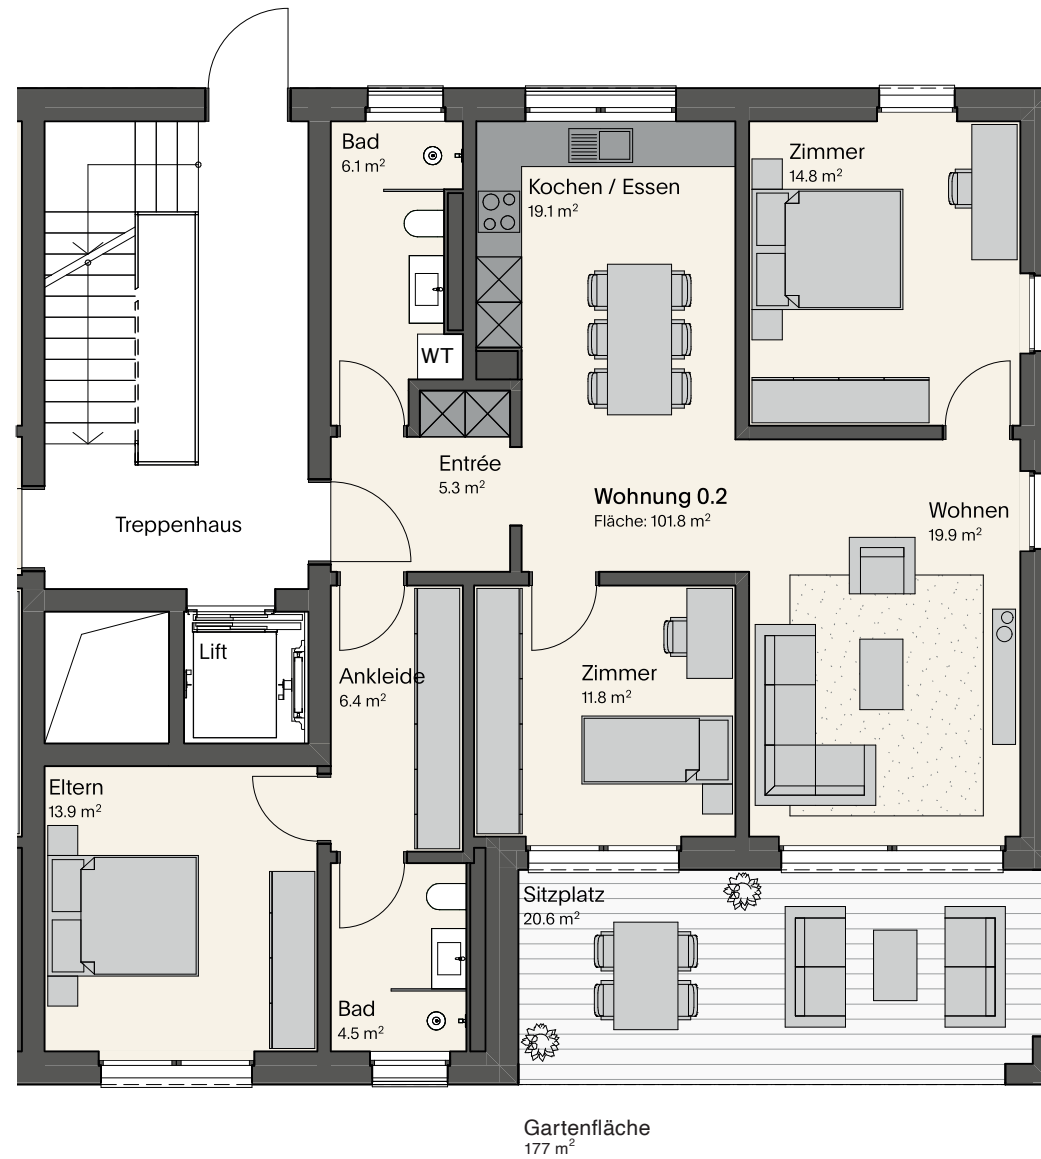 Bad
6.1 m²
Kochen / Essen
19.1 m²
Zimmer
14.8 m²
WT
Entrée
5.3 m²
Wohnung 0.2
Fläche: 101.8 m²
Wohnen
19.9 m²
Treppenhaus
Lift
Ankleide
6.4 m²
Zimmer
11.8 m²
Eltern
13.9 m²
Sitzplatz
20.6 m²
Bad
4.5 m²
Gartenfläche
177 m²